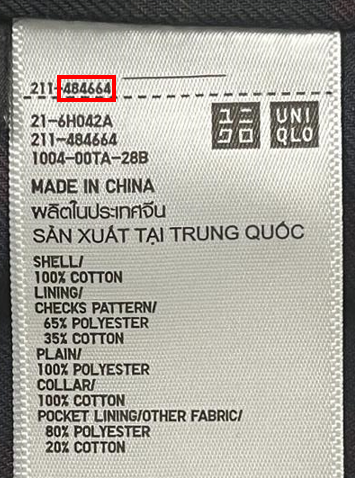 211-484664
21-6H042A
211-484664
1004-00TA-28B
ユニ
クロ
UNI
QLO
MADE IN CHINA
ผลิตในประเทศจีน
SẢN XUẤT TẠI TRUNG QUỐC
SHELL/
100% COTTON
LINING/
CHECKS PATTERN/
65% POLYESTER
35% COTTON
PLAIN/
100% POLYESTER
COLLAR/
100% COTTON
POCKET LINING/OTHER FABRIC/
80% POLYESTER
20% COTTON